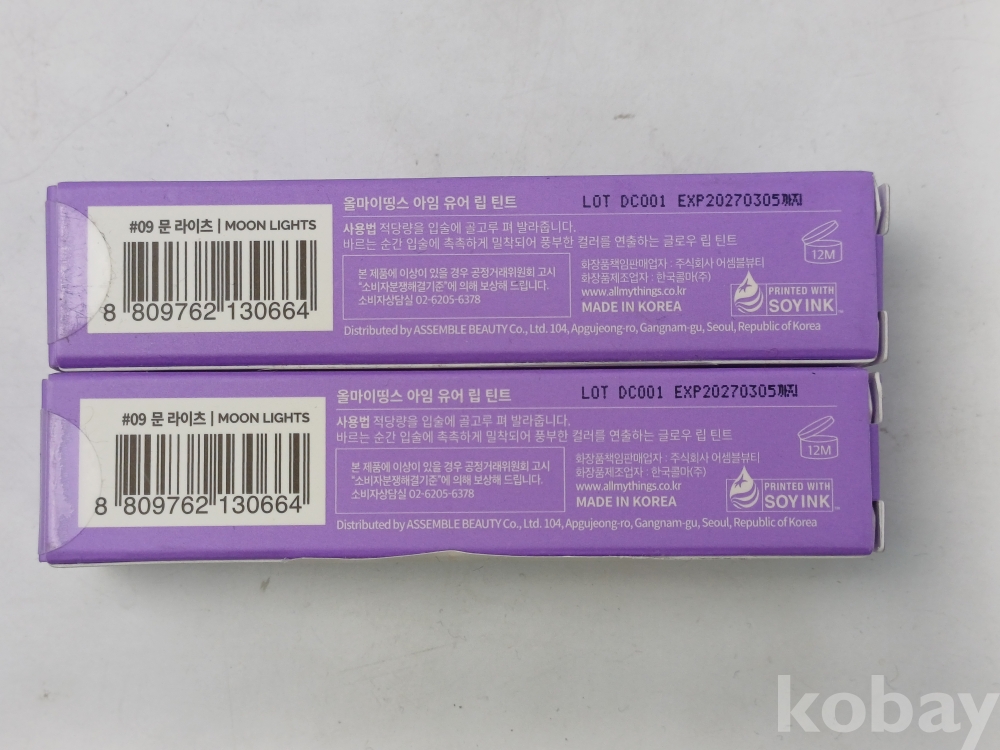 올마이띵스 아임 유어 립 틴트
LOT DC001 EXP20270305까지
#09 문 라이츠 | MOON LIGHTS
사용법 적당량을 입술에 골고루 펴 발라줍니다.
바르는 순간 입술에 촉촉하게 밀착되어 풍부한 컬러를 연출하는 글로우 립 틴트
12M
본 제품에 이상이 있을 경우 공정거래위원회 고시
"소비자분쟁해결기준"에 의해 보상해 드립니다.
소비자상담실 02-6205-6378
화장품책임판매업자 : 주식회사 어셈블뷰티
화장품제조업자 : 한국콜마(주)
www.allmythings.co.kr
MADE IN KOREA
PRINTED WITH
SOY INK
8 809762 130664
Distributed by ASSEMBLE BEAUTY Co., Ltd. 104, Apgujeong-ro, Gangnam-gu, Seoul, Republic of Korea
올마이띵스 아임 유어 립 틴트
LOT DC001 EXP20270305까지
#09 문 라이츠 | MOON LIGHTS
사용법 적당량을 입술에 골고루 펴 발라줍니다.
바르는 순간 입술에 촉촉하게 밀착되어 풍부한 컬러를 연출하는 글로우 립 틴트
12M
본 제품에 이상이 있을 경우 공정거래위원회 고시
"소비자분쟁해결기준"에 의해 보상해 드립니다.
소비자상담실 02-6205-6378
화장품책임판매업자 : 주식회사 어셈블뷰티
화장품제조업자 : 한국콜마(주)
www.allmythings.co.kr
MADE IN KOREA
PRINTED WITH
SOY INK
8 809762 130664
Distributed by ASSEMBLE BEAUTY Co., Ltd. 104, Apgujeong-ro, Gangnam-gu, Seoul, Republic of Korea
kobay